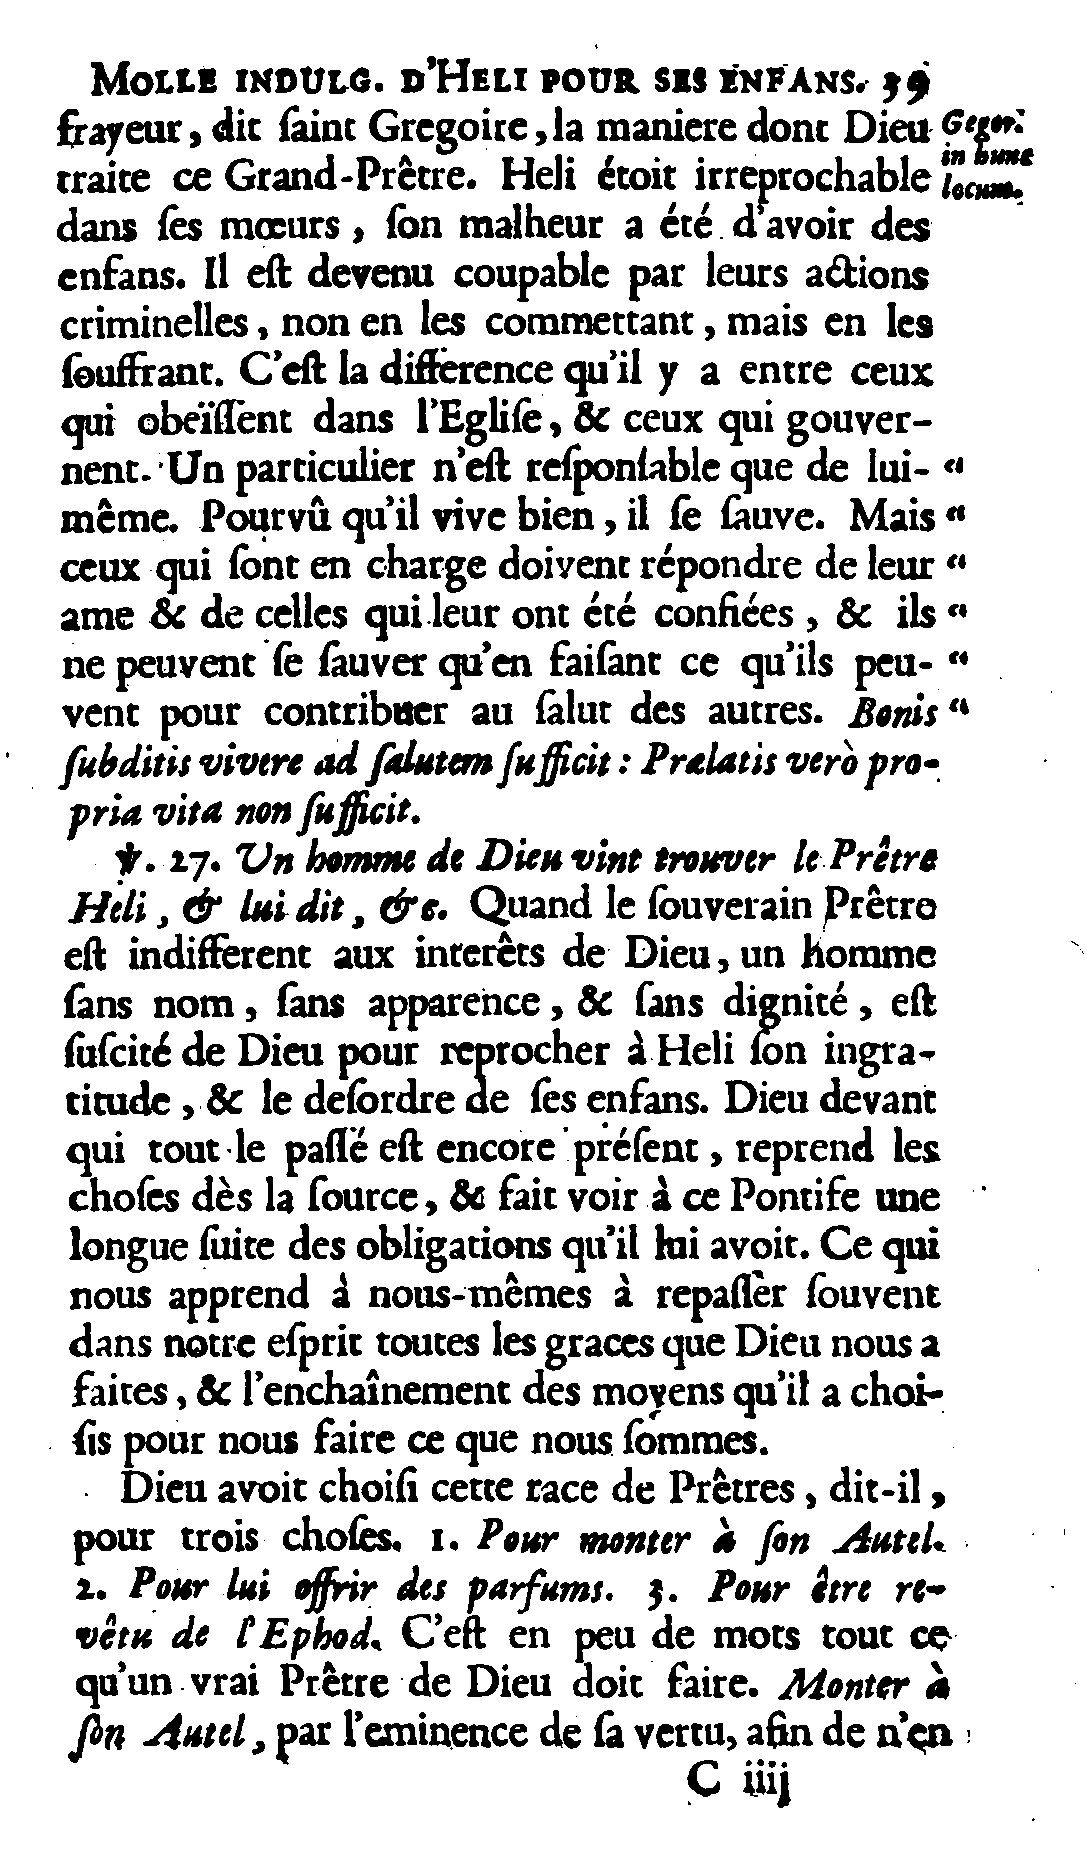 MOLLE INDULG. D'HELI POUR SES ENFANS. 39
frayeur, dit ſaint Gregoire, la maniere dont Dieu
traite ce Grand-Prêtre. Heli étoit irreprochable
dans ſes mœurs, ſon malheur a été d'avoir des
enfans. Il eſt devenu coupable par leurs actions
criminelles, non en les commettant, mais en les
ſouffrant. C'eſt la difference qu'il y a entre ceux
qui obeïſſent dans l'Egliſe, & ceux qui gouver-
nent. Un particulier n'eſt reſponſable que de lui- "
même. Pourvû qu'il vive bien, il ſe ſauve. Mais "
ceux qui ſont en charge doivent répondre de leur "
ame & de celles qui leur ont été confiées, & ils "
ne peuvent ſe ſauver qu'en faiſant ce qu'ils peu- "
vent pour contribuer au ſalut des autres. Bonis "
ſubditis vivere ad ſalutem ſufficit : Prælatis verò pro-
pria vita non ſufficit.
℣. 27. Un homme de Dieu vint trouver le Prêtre
Heli, & lui dit, &c. Quand le ſouverain Prêtre
eſt indifferent aux interêts de Dieu, un homme
ſans nom, ſans apparence, & ſans dignité, eſt
ſuſcité de Dieu pour reprocher à Heli ſon ingra-
titude, & le deſordre de ſes enfans. Dieu devant
qui tout le paſſé eſt encore préſent, reprend les
choſes dès la ſource, & fait voir à ce Pontife une
longue ſuite des obligations qu'il lui avoit. Ce qui
nous apprend à nous-mêmes à repaſſer ſouvent
dans notre eſprit toutes les graces que Dieu nous a
faites, & l'enchaînement des moyens qu'il a choi-
ſis pour nous faire ce que nous ſommes.
Dieu avoit choiſi cette race de Prêtres, dit-il,
pour trois choſes. 1. Pour monter à ſon Autel.
2. Pour lui offrir des parfums. 3. Pour être re-
vêtu de l'Ephod. C'eſt en peu de mots tout ce
qu'un vrai Prêtre de Dieu doit faire. Monter à
ſon Autel, par l'eminence de ſa vertu, afin de n'en
C iiij
in hunc
locum.